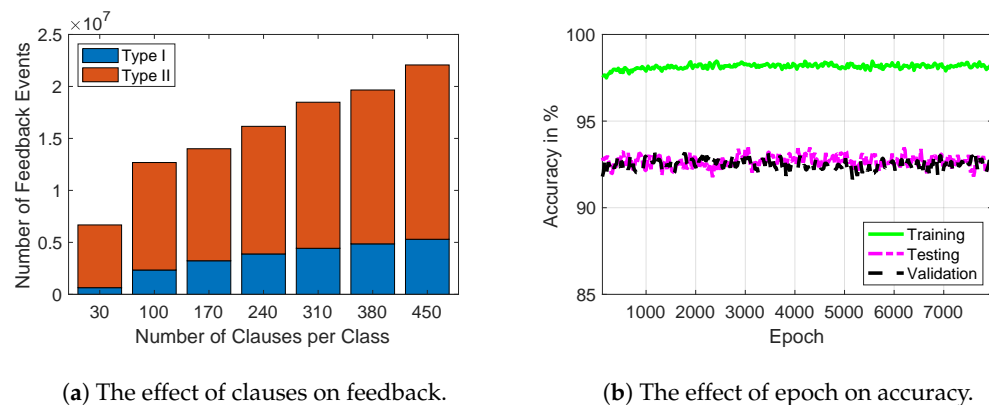 ×10^7
2.5
2
1.5
1
0.5
0
Number of Feedback Events
Type I
Type II
30 100 170 240 310 380 450
Number of Clauses per Class
(a) The effect of clauses on feedback.
100
95
90
85
Accuracy in %
Training
Testing
Validation
1000 2000 3000 4000 5000 6000 7000
Epoch
(b) The effect of epoch on accuracy.